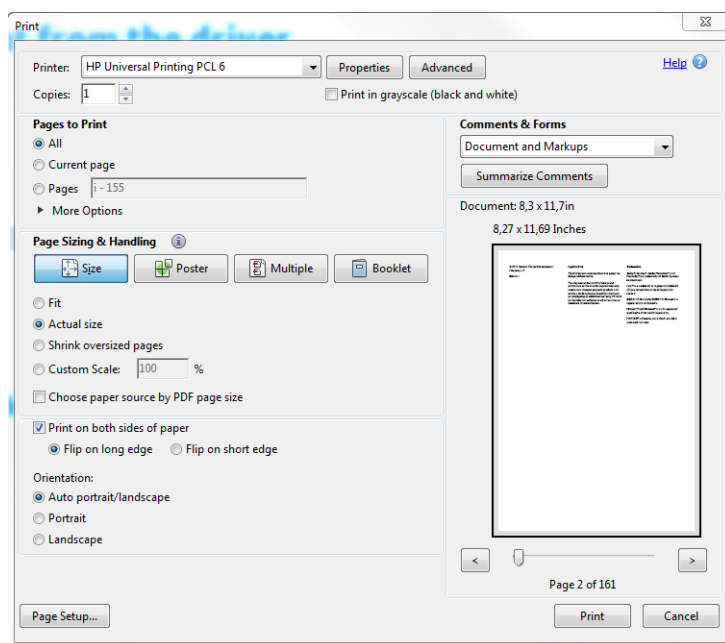 Print
t from the driver
Printer: HP Universal Printing PCL 6 Properties Advanced Help
Copies: 1 Print in grayscale (black and white)
Pages to Print
All
Current page
Pages i - 155
More Options
Page Sizing & Handling
Size Poster Multiple Booklet
Fit
Actual size
Shrink oversized pages
Custom Scale: 100 %
Choose paper source by PDF page size
Print on both sides of paper
Flip on long edge Flip on short edge
Orientation:
Auto portrait/landscape
Portrait
Landscape
Comments & Forms
Document and Markups
Summarize Comments
Document: 8,3 x 11,7in
8,27 x 11,69 Inches
< >
Page 2 of 161
Page Setup... Print Cancel